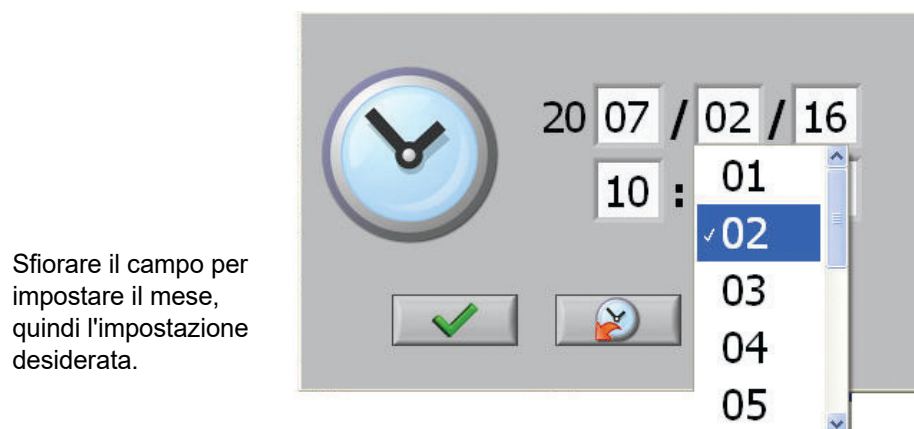 20 07 / 02 / 16
10 :
01
✓02
03
04
05
Sfiorare il campo per
impostare il mese,
quindi l'impostazione
desiderata.